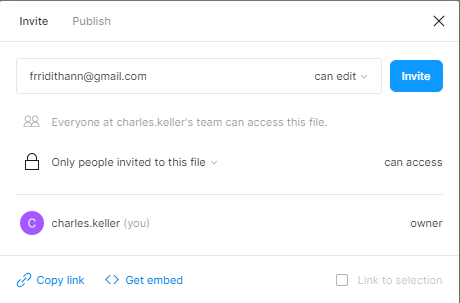 Invite Publish
frridithann@gmail.com can edit Invite
Everyone at charles.keller's team can access this file.
Only people invited to this file can access
C charles.keller (you) owner
Copy link Get embed Link to selection